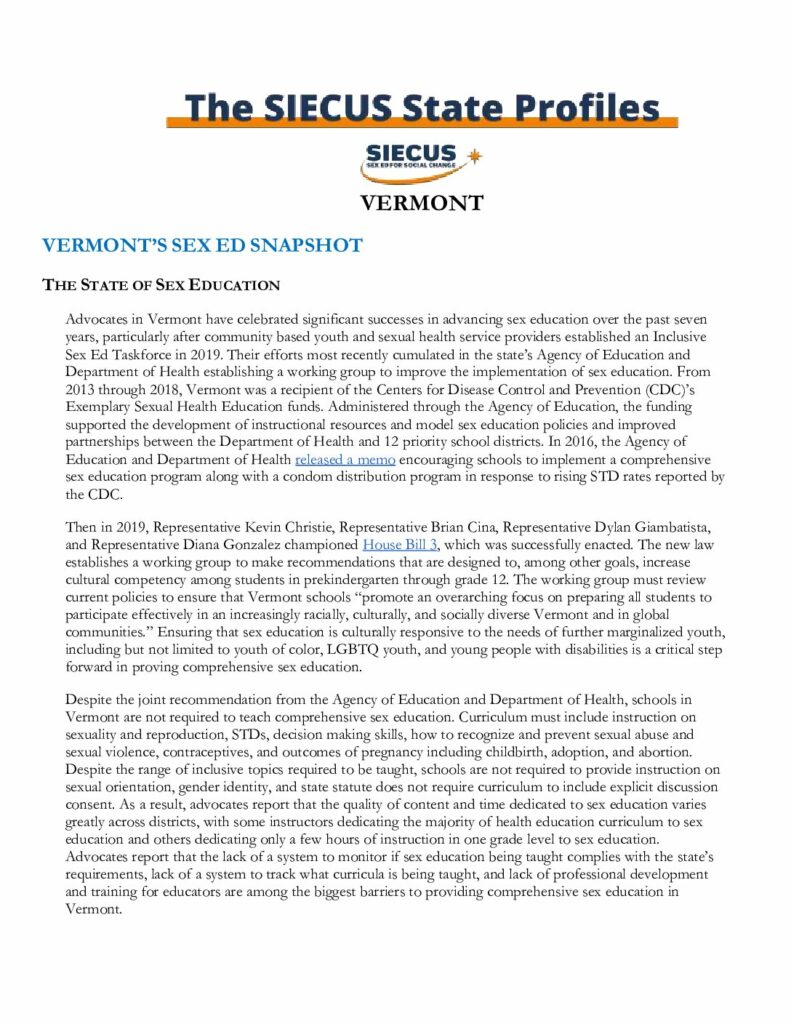 The SIECUS State Profiles
SIECUS
SEX ED FOR SOCIAL CHANGE
VERMONT
VERMONT’S SEX ED SNAPSHOT
THE STATE OF SEX EDUCATION
Advocates in Vermont have celebrated significant successes in advancing sex education over the past seven
years, particularly after community based youth and sexual health service providers established an Inclusive
Sex Ed Taskforce in 2019. Their efforts most recently cumulated in the state’s Agency of Education and
Department of Health establishing a working group to improve the implementation of sex education. From
2013 through 2018, Vermont was a recipient of the Centers for Disease Control and Prevention (CDC)’s
Exemplary Sexual Health Education funds. Administered through the Agency of Education, the funding
supported the development of instructional resources and model sex education policies and improved
partnerships between the Department of Health and 12 priority school districts. In 2016, the Agency of
Education and Department of Health released a memo encouraging schools to implement a comprehensive
sex education program along with a condom distribution program in response to rising STD rates reported by
the CDC.
Then in 2019, Representative Kevin Christie, Representative Brian Cina, Representative Dylan Giambatista,
and Representative Diana Gonzalez championed House Bill 3, which was successfully enacted. The new law
establishes a working group to make recommendations that are designed to, among other goals, increase
cultural competency among students in prekindergarten through grade 12. The working group must review
current policies to ensure that Vermont schools “promote an overarching focus on preparing all students to
participate effectively in an increasingly racially, culturally, and socially diverse Vermont and in global
communities.” Ensuring that sex education is culturally responsive to the needs of further marginalized youth,
including but not limited to youth of color, LGBTQ youth, and young people with disabilities is a critical step
forward in proving comprehensive sex education.
Despite the joint recommendation from the Agency of Education and Department of Health, schools in
Vermont are not required to teach comprehensive sex education. Curriculum must include instruction on
sexuality and reproduction, STDs, decision making skills, how to recognize and prevent sexual abuse and
sexual violence, contraceptives, and outcomes of pregnancy including childbirth, adoption, and abortion.
Despite the range of inclusive topics required to be taught, schools are not required to provide instruction on
sexual orientation, gender identity, and state statute does not require curriculum to include explicit discussion
consent. As a result, advocates report that the quality of content and time dedicated to sex education varies
greatly across districts, with some instructors dedicating the majority of health education curriculum to sex
education and others dedicating only a few hours of instruction in one grade level to sex education.
Advocates report that the lack of a system to monitor if sex education being taught complies with the state’s
requirements, lack of a system to track what curricula is being taught, and lack of professional development
and training for educators are among the biggest barriers to providing comprehensive sex education in
Vermont.